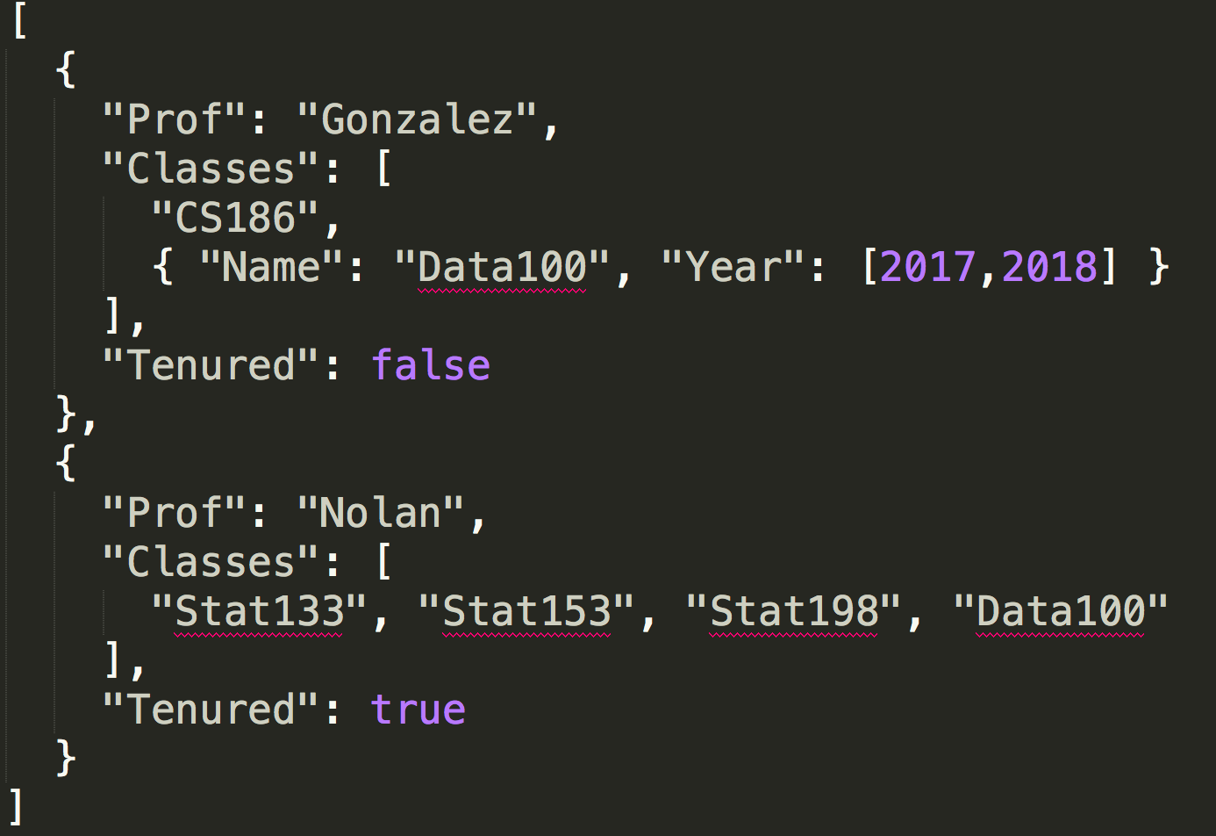 [
  {
    "Prof": "Gonzalez",
    "Classes": [
      "CS186",
      { "Name": "Data100", "Year": [2017,2018] }
    ],
    "Tenured": false
  },
  {
    "Prof": "Nolan",
    "Classes": [
      "Stat133", "Stat153", "Stat198", "Data100"
    ],
    "Tenured": true
  }
]